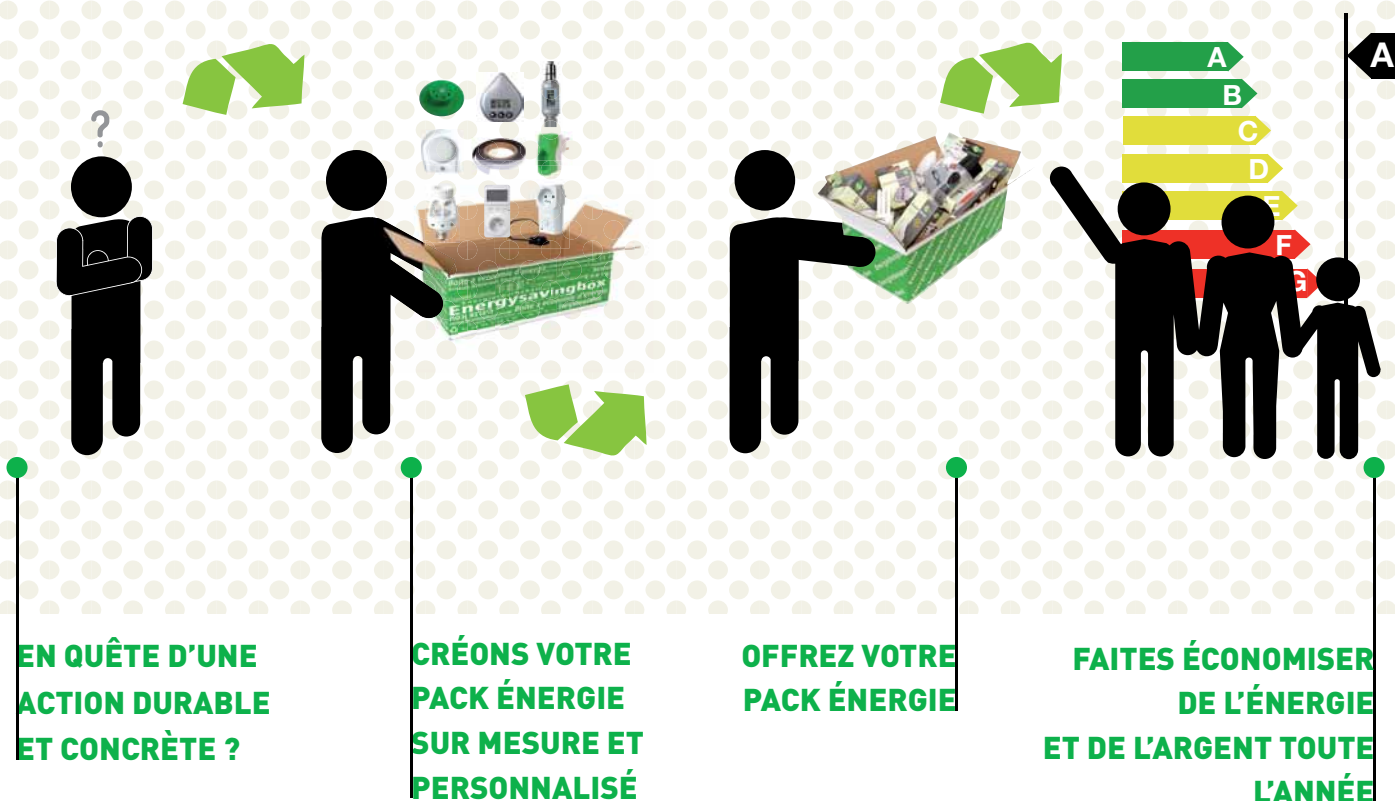 ?
A
B
C
D
E
F
G
A
Energysavingbox
EN QUÊTE D’UNE
ACTION DURABLE
ET CONCRÈTE ?
CRÉONS VOTRE
PACK ÉNERGIE
SUR MESURE ET
PERSONNALISÉ
OFFREZ VOTRE
PACK ÉNERGIE
FAITES ÉCONOMISER
DE L’ÉNERGIE
ET DE L’ARGENT TOUTE
L’ANNÉE